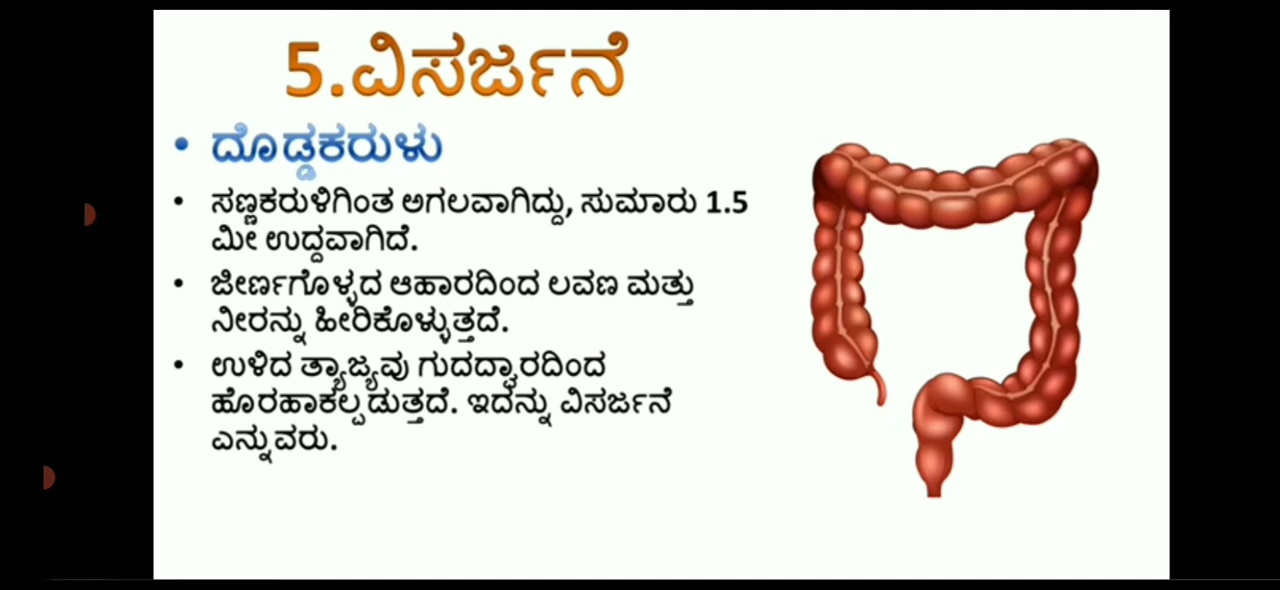 5.ವಿಸರ್ಜನೆ
• ದೊಡ್ಡಕರುಳು
• ಸಣ್ಣಕರುಳಿಗಿಂತ ಅಗಲವಾಗಿದ್ದು, ಸುಮಾರು 1.5
ಮೀ ಉದ್ದವಾಗಿದೆ.
• ಜೀರ್ಣಗೊಳ್ಳದ ಆಹಾರದಿಂದ ಲವಣ ಮತ್ತು
ನೀರನ್ನು ಹೀರಿಕೊಳ್ಳುತ್ತದೆ.
• ಉಳಿದ ತ್ಯಾಜ್ಯವು ಗುದದ್ವಾರದಿಂದ
ಹೊರಹಾಕಲ್ಪಡುತ್ತದೆ. ಇದನ್ನು ವಿಸರ್ಜನೆ
ಎನ್ನುವರು.